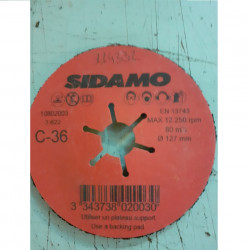 SIDAMO
EN 13743
MAX 12 250 rpm
C-36
80 m/s
Ø 127 mm
3 343738 020030
Utiliser un plateau support
Use a backing pad